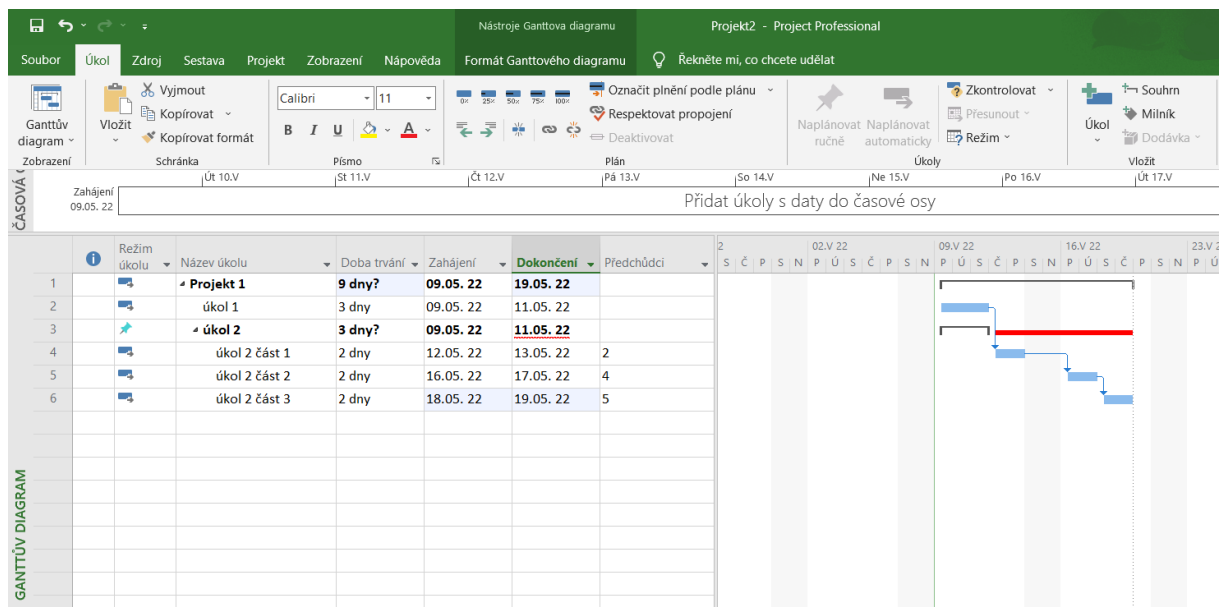 Nástroje Ganttova diagramu
Projekt2 - Project Professional
Soubor Úkol Zdroj Sestava Projekt Zobrazení Nápověda Formát Ganttového diagramu Řekněte mi, co chcete udělat
Ganttův diagram
Zobrazení
Vložit
Vyjmout
Kopírovat
Kopírovat formát
Schránka
Calibri 11
B I U A
Písmo
0× 25× 50× 75× 100×
Označit plnění podle plánu
Respektovat propojení
Deaktivovat
Plán
Naplánovat ručně
Naplánovat automaticky
Zkontrolovat
Přesunout
Režim
Úkoly
Úkol
Souhrn
Milník
Dodávka
Vložit
ČASOVÁ
Út 10.V St 11.V Čt 12.V Pá 13.V So 14.V Ne 15.V Po 16.V Út 17.V
Zahájení
09.05. 22
Přidat úkoly s daty do časové osy
Režim úkolu Název úkolu Doba trvání Zahájení Dokončení Předchůdci
2 02.V 22 09.V 22 16.V 22 23.V 2
S Č P S N P Ú S Č P S N P Ú S Č P S N P Ú S Č P S N P Ú
1 Projekt 1 9 dny? 09.05. 22 19.05. 22
2 úkol 1 3 dny 09.05. 22 11.05. 22
3 úkol 2 3 dny? 09.05. 22 11.05. 22
4 úkol 2 část 1 2 dny 12.05. 22 13.05. 22 2
5 úkol 2 část 2 2 dny 16.05. 22 17.05. 22 4
6 úkol 2 část 3 2 dny 18.05. 22 19.05. 22 5
GANTTŮV DIAGRAM